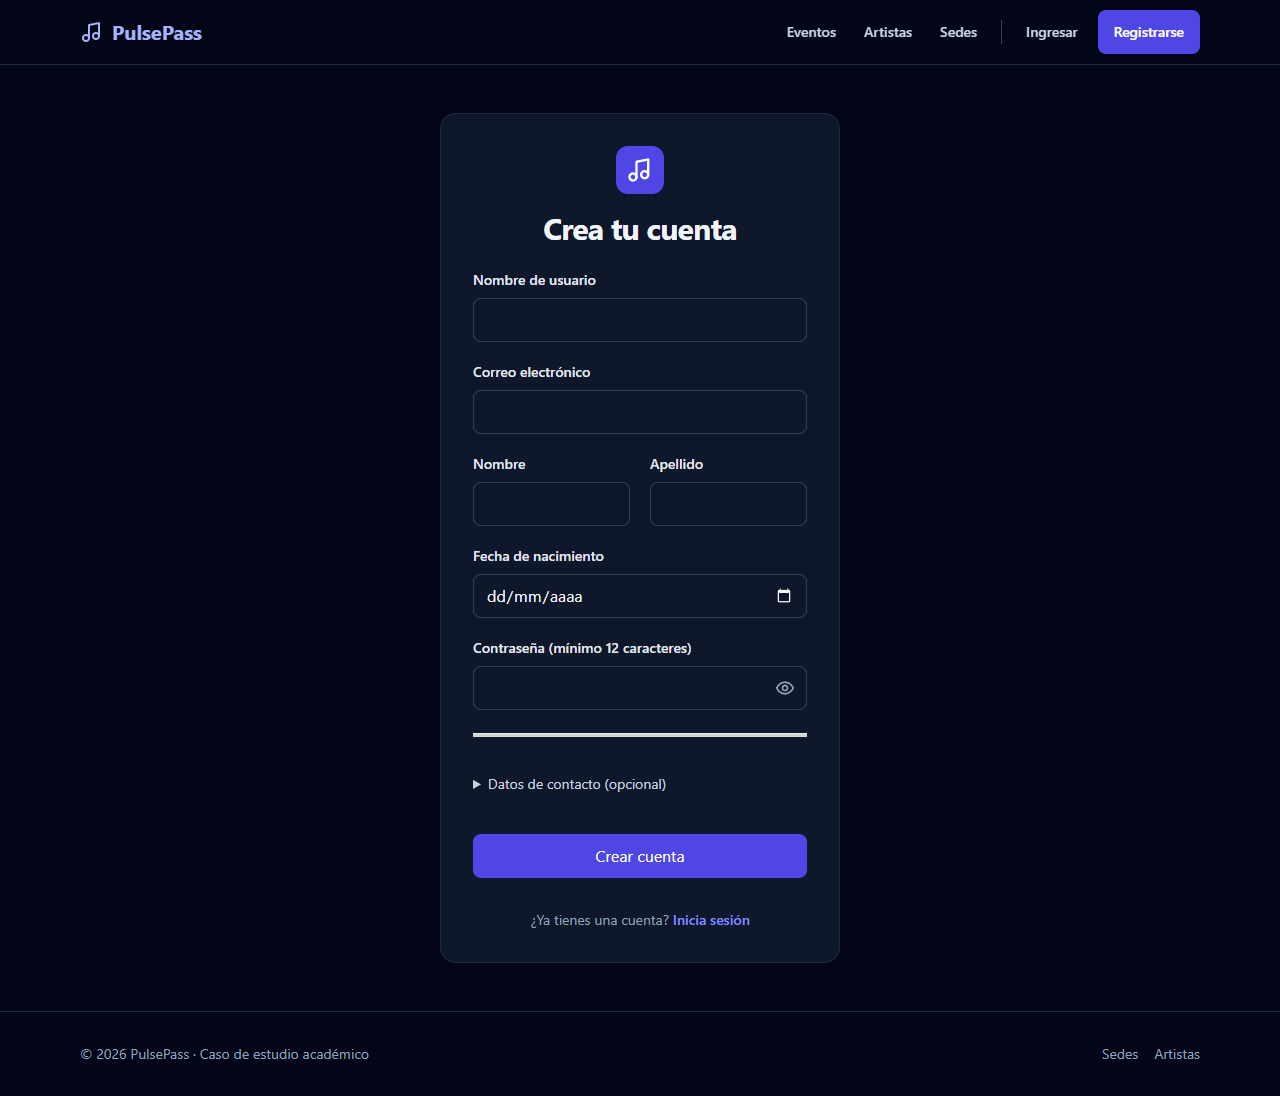 PulsePass
Eventos Artistas Sedes Ingresar Registrarse
Crea tu cuenta
Nombre de usuario
Correo electrónico
Nombre Apellido
Fecha de nacimiento
dd/mm/aaaa
Contraseña (mínimo 12 caracteres)
Datos de contacto (opcional)
Crear cuenta
¿Ya tienes una cuenta? Inicia sesión
© 2026 PulsePass · Caso de estudio académico
Sedes Artistas